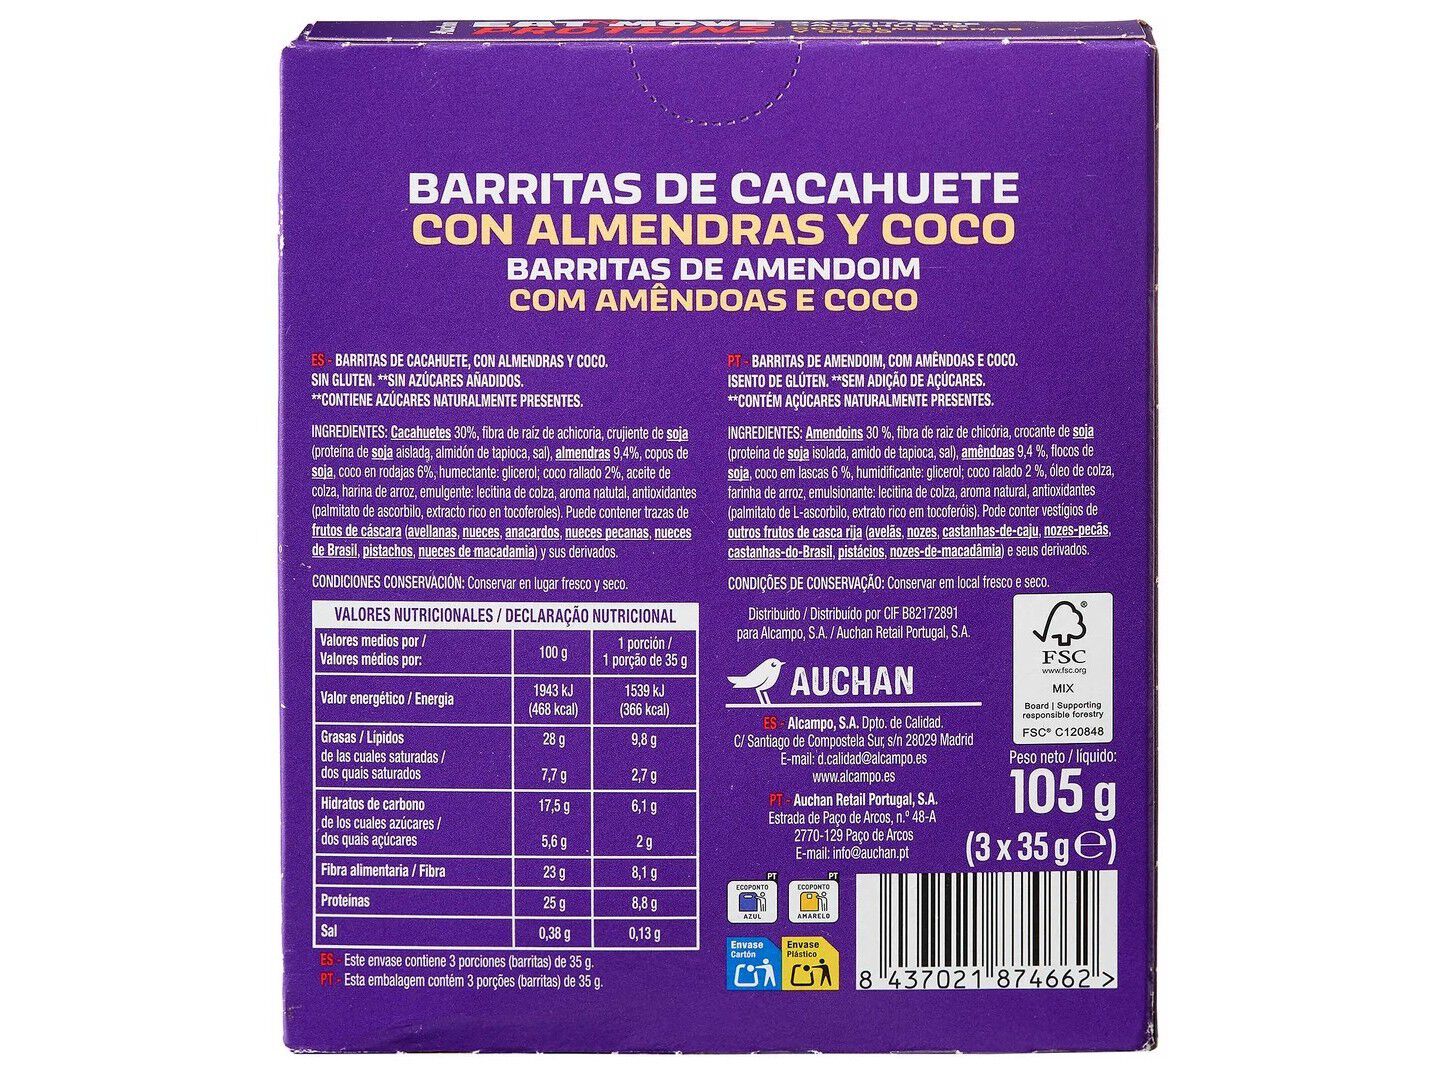 Auchan EAT'N MOVE
PROTEINS
BARRITAS DE
CON ALMENDRAS
Y COCO
BARRITAS DE CACAHUETE
CON ALMENDRAS Y COCO
BARRITAS DE AMENDOIM
COM AMÊNDOAS E COCO
ES - BARRITAS DE CACAHUETE, CON ALMENDRAS Y COCO.
SIN GLUTEN. **SIN AZÚCARES AÑADIDOS.
**CONTIENE AZÚCARES NATURALMENTE PRESENTES.
INGREDIENTES: Cacahuetes 30%, fibra de raíz de achicoria, crujiente de soja
(proteína de soja aislada, almidón de tapioca, sal), almendras 9,4%, copos de
soja, coco en rodajas 6%, humectante: glicerol; coco rallado 2%, aceite de
colza, harina de arroz, emulgente: lecitina de colza, aroma natutal, antioxidantes
(palmitato de ascorbilo, extracto rico en tocoferoles). Puede contener trazas de
frutos de cáscara (avellanas, nueces, anacardos, nueces pecanas, nueces
de Brasil, pistachos, nueces de macadamia) y sus derivados.
CONDICIONES CONSERVACIÓN: Conservar en lugar fresco y seco.
PT - BARRITAS DE AMENDOIM, COM AMÊNDOAS E COCO.
ISENTO DE GLÚTEN. **SEM ADIÇÃO DE AÇÚCARES.
**CONTÉM AÇÚCARES NATURALMENTE PRESENTES.
INGREDIENTES: Amendoins 30 %, fibra de raiz de chicória, crocante de soja
(proteína de soja isolada, amido de tapioca, sal), amêndoas 9,4 %, flocos de
soja, coco em lascas 6 %, humidificante: glicerol; coco ralado 2 %, óleo de colza,
farinha de arroz, emulsionante: lecitina de colza, aroma natural, antioxidantes
(palmitato de L-ascorbilo, extrato rico em tocoferóis). Pode conter vestígios de
outros frutos de casca rija (avelãs, nozes, castanhas-de-caju, nozes-pecãs,
castanhas-do-Brasil, pistácios, nozes-de-macadâmia) e seus derivados.
CONDIÇÕES DE CONSERVAÇÃO: Conservar em local fresco e seco.
VALORES NUTRICIONALES / DECLARAÇÃO NUTRICIONAL
Valores medios por / Valores médios por: 100 g 1 porción / 1 porção de 35 g
Valor energético / Energia 1943 kJ (468 kcal) 1539 kJ (366 kcal)
Grasas / Lípidos 28 g 9,8 g
de las cuales saturadas / dos quais saturados 7,7 g 2,7 g
Hidratos de carbono 17,5 g 6,1 g
de los cuales azúcares / dos quais açúcares 5,6 g 2 g
Fibra alimentaria / Fibra 23 g 8,1 g
Proteínas 25 g 8,8 g
Sal 0,38 g 0,13 g
ES - Este envase contiene 3 porciones (barritas) de 35 g.
PT - Esta embalagem contém 3 porções (barritas) de 35 g.
Distribuido / Distribuído por CIF B82172891
para Alcampo, S.A. / Auchan Retail Portugal, S.A.
AUCHAN
ES - Alcampo, S.A. Dpto. de Calidad.
C/ Santiago de Compostela Sur, s/n 28029 Madrid
E-mail: d.calidad@alcampo.es
www.alcampo.es
PT - Auchan Retail Portugal, S.A.
Estrada de Paço de Arcos, n.º 48-A
2770-129 Paço de Arcos
E-mail: info@auchan.pt
FSC
www.fsc.org
MIX
Board | Supporting
responsible forestry
FSC® C120848
Peso neto / líquido:
105 g
(3 x 35 g ℮)
PT
ECOPONTO
AZUL
PT
ECOPONTO
AMARELO
Envase
Cartón
Envase
Plástico
8 437021 874662 >